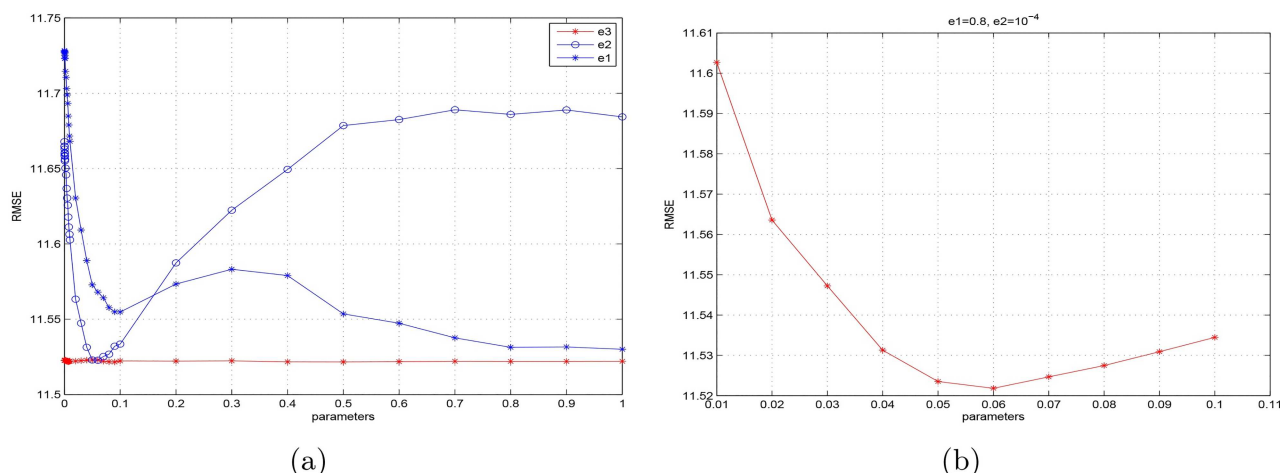 11.75
11.7
11.65
11.6
11.55
11.5
RMSE
e3
e2
e1
0 0.1 0.2 0.3 0.4 0.5 0.6 0.7 0.8 0.9 1
parameters
(a)
e1=0.8, e2=10⁻⁴
11.61
11.6
11.59
11.58
11.57
11.56
11.55
11.54
11.53
11.52
RMSE
0.01 0.02 0.03 0.04 0.05 0.06 0.07 0.08 0.09 0.1 0.11
parameters
(b)